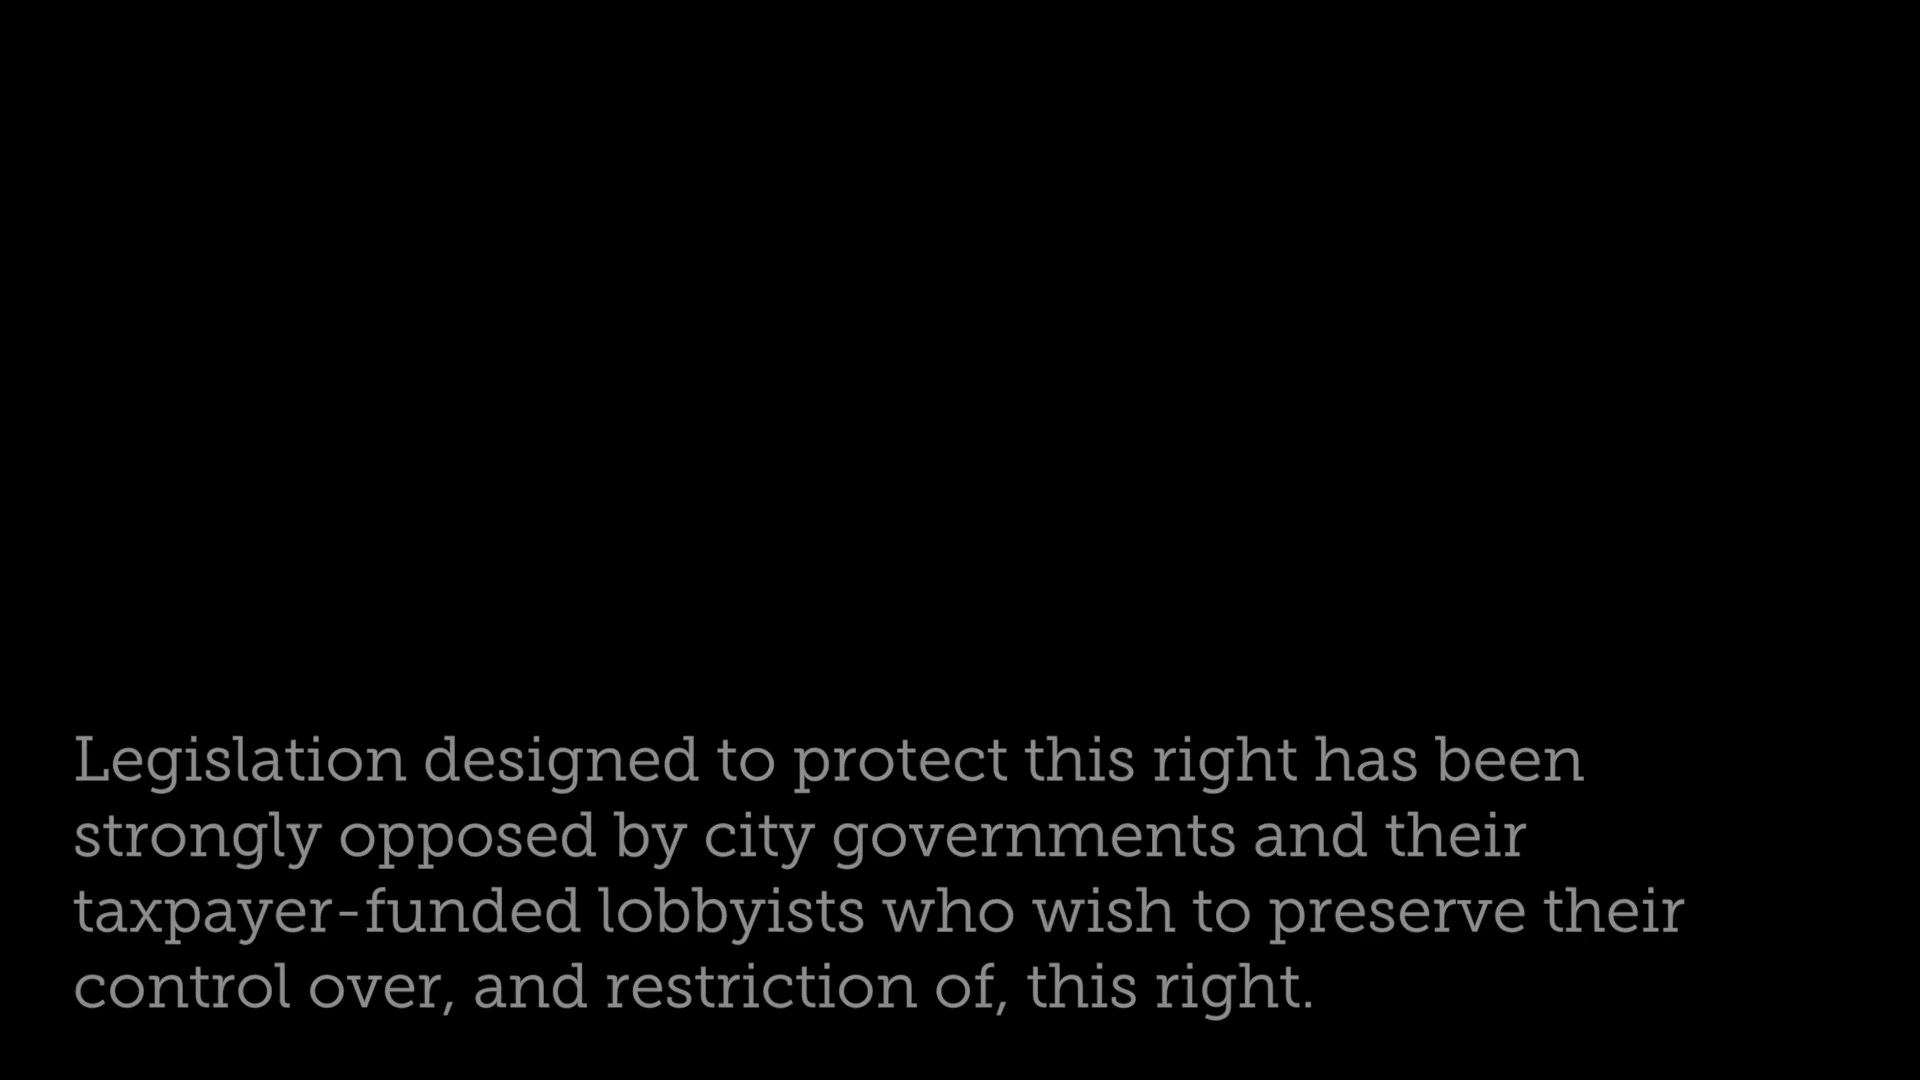 Legislation designed to protect this right has been
strongly opposed by city governments and their
taxpayer-funded lobbyists who wish to preserve their
control over, and restriction of, this right.